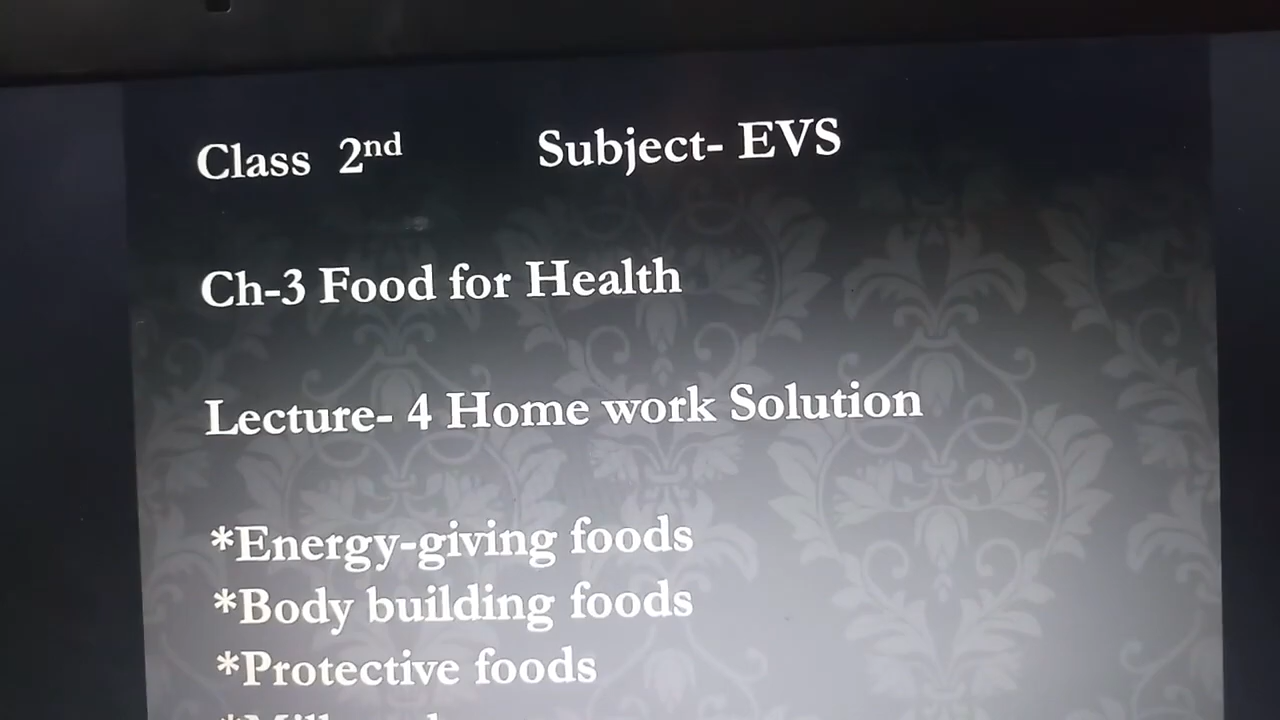 Class 2nd Subject- EVS
Ch-3 Food for Health
Lecture- 4 Home work Solution
*Energy-giving foods
*Body building foods
*Protective foods